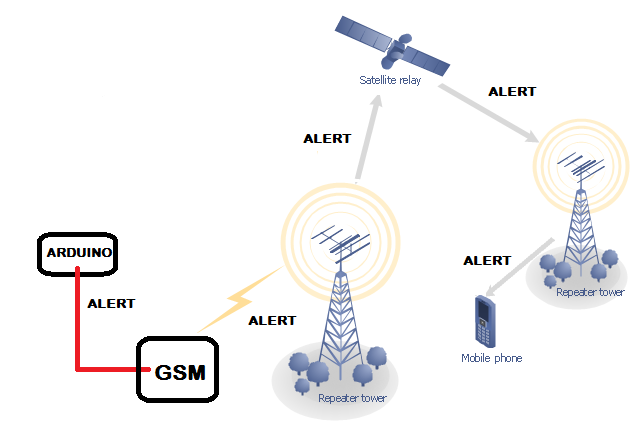 Satellite relay
ALERT
ALERT
ARDUINO
ALERT
ALERT
Repeater tower
ALERT
GSM
Mobile phone
Repeater tower